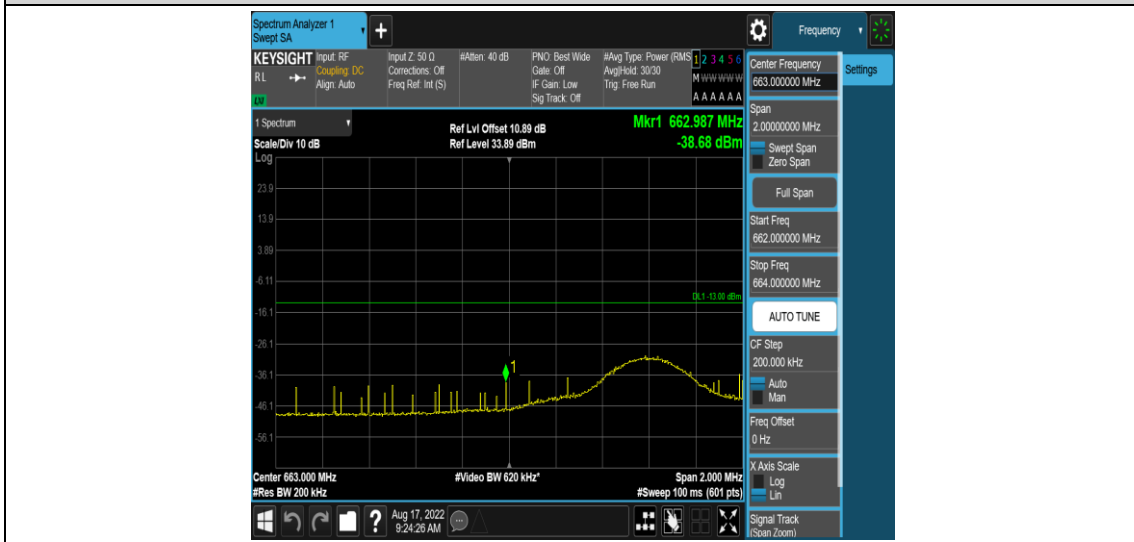 Spectrum Analyzer 1
Swept SA
+
Frequency
KEYSIGHT
RL
LXI
Input: RF
Coupling: DC
Align: Auto
Input Z: 50 Ω
Corrections: Off
Freq Ref: Int (S)
#Atten: 40 dB
PNO: Best Wide
Gate: Off
IF Gain: Low
Sig Track: Off
#Avg Type: Power (RMS
Avg|Hold: 30/30
Trig: Free Run
1 2 3 4 5 6
M W W W W W
A A A A A A
1 Spectrum
Scale/Div 10 dB
Log
Ref Lvl Offset 10.89 dB
Ref Level 33.89 dBm
Mkr1 662.987 MHz
-38.68 dBm
23.9
13.9
3.89
-6.11
DL1 -13.00 dBm
-16.1
-26.1
1
-36.1
-46.1
-56.1
Center 663.000 MHz
#Res BW 200 kHz
#Video BW 620 kHz*
Span 2.000 MHz
#Sweep 100 ms (601 pts)
Center Frequency
663.000000 MHz
Settings
Span
2.00000000 MHz
Swept Span
Zero Span
Full Span
Start Freq
662.000000 MHz
Stop Freq
664.000000 MHz
AUTO TUNE
CF Step
200.000 kHz
Auto
Man
Freq Offset
0 Hz
X Axis Scale
Log
Lin
Signal Track
(Span Zoom)
?
Aug 17, 2022
9:24:26 AM